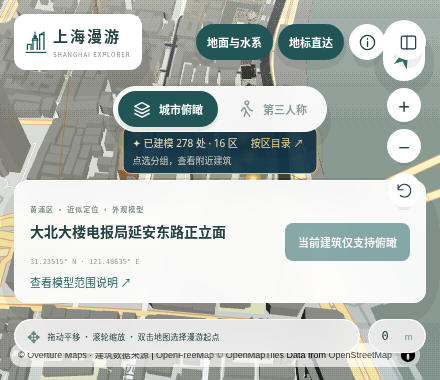 上海漫游
SHANGHAI EXPLORER
地面与水系
地标直达
城市俯瞰
第三人称
✦ 已建模 278 处 · 16 区 按区目录 ↗
点选分组，查看附近建筑
黄浦区 · 近似定位 · 外观模型
大北大楼电报局延安东路正立面
31.23515° N · 121.48635° E
查看模型范围说明 ↗
当前建筑仅支持俯瞰
拖动平移 · 滚轮缩放 · 双击地图选择漫游起点
0 m
© Overture Maps · 建筑数据来源 | OpenFreeMap © OpenMapTiles Data from OpenStreetMap